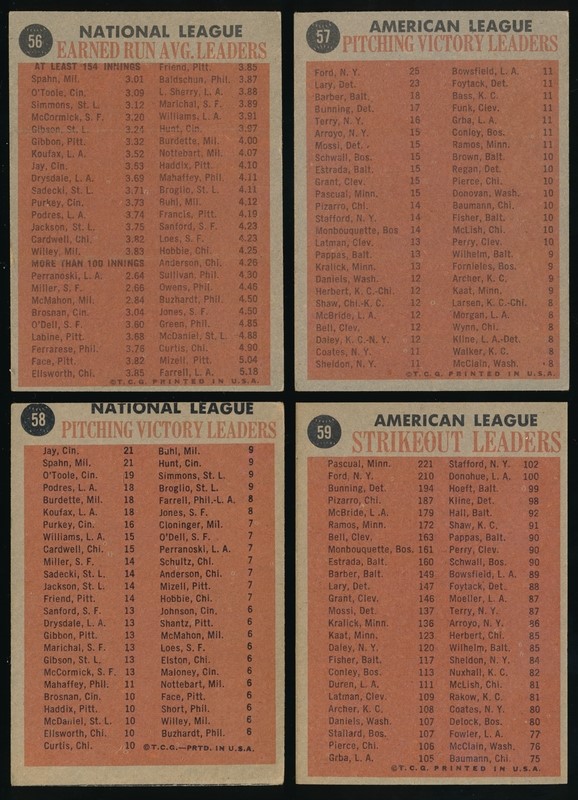 56
NATIONAL LEAGUE
EARNED RUN AVG. LEADERS
AT LEAST 154 INNINGS
Spahn, Mil. 3.01
O'Toole, Cin. 3.09
Simmons, St. L. 3.12
McCormick, S. F. 3.20
Gibson, St. L. 3.24
Gibbon, Pitt. 3.32
Koufax, L. A. 3.52
Jay, Cin. 3.53
Drysdale, L. A. 3.69
Sadecki, St. L. 3.71
Purkey, Cin. 3.73
Podres, L. A. 3.74
Jackson, St. L. 3.75
Cardwell, Chi. 3.82
Willey, Mil. 3.83
MORE THAN 100 INNINGS
Perranoski, L. A. 2.64
Miller, S. F. 2.66
McMahon, Mil. 2.84
Brosnan, Cin. 3.04
O'Dell, S. F. 3.60
Labine, Pitt. 3.68
Ferrarese, Phil. 3.76
Face, Pitt. 3.82
Ellsworth, Chi. 3.85
Friend, Pitt. 3.85
Baldschun, Phil. 3.87
L. Sherry, L. A. 3.88
Marichal, S. F. 3.89
Williams, L. A. 3.91
Hunt, Cin. 3.97
Burdette, Mil. 4.00
Nottebart, Mil. 4.07
Haddix, Pitt. 4.10
Mahaffey, Phil. 4.11
Broglio, St. L. 4.11
Buhl, Mil. 4.12
Francis, Pitt. 4.19
Sanford, S. F. 4.23
Loes, S. F. 4.23
Hobbie, Chi. 4.25
Anderson, Chi. 4.26
Sullivan, Phil. 4.30
Owens, Phil. 4.46
Buzhardt, Phil. 4.50
Jones, S. F. 4.50
Green, Phil. 4.85
McDaniel, St. L. 4.88
Curtis, Chi. 4.90
Mizell, Pitt. 5.04
Farrell, L. A. 5.18
©T.C.G. PRINTED IN U.S.A.
57
AMERICAN LEAGUE
PITCHING VICTORY LEADERS
Ford, N. Y. 25
Lary, Det. 23
Barber, Balt. 18
Bunning, Det. 17
Terry, N. Y. 16
Arroyo, N. Y. 15
Mossi, Det. 15
Schwall, Bos. 15
Estrada, Balt. 15
Grant, Clev. 15
Pascual, Minn. 15
Pizarro, Chi. 14
Stafford, N. Y. 14
Monbouquette, Bos 14
Latman, Clev. 13
Pappas, Balt. 13
Kralick, Minn. 13
Daniels, Wash. 12
Herbert, K. C.-Chi. 12
Shaw, Chi.-K. C. 12
McBride, L. A. 12
Bell, Clev. 12
Daley, K. C.-N. Y. 12
Coates, N. Y. 11
Sheldon, N. Y. 11
Bowsfield, L. A. 11
Foytack, Det. 11
Bass, K. C. 11
Funk, Clev. 11
Grba, L. A. 11
Conley, Bos. 11
Ramos, Minn. 11
Brown, Balt. 10
Regan, Det. 10
Pierce, Chi. 10
Donovan, Wash. 10
Baumann, Chi. 10
Fisher, Balt. 10
McLish, Chi. 10
Perry, Clev. 10
Wilhelm, Balt. 9
Fornieles, Bos. 9
Archer, K. C. 9
Kaat, Minn. 9
Larsen, K. C.-Chi. 8
Morgan, L. A. 8
Wynn, Chi. 8
Kline, L. A.-Det. 8
Walker, K. C. 8
McClain, Wash. 8
©T.C.G. PRINTED IN U.S.A.
58
NATIONAL LEAGUE
PITCHING VICTORY LEADERS
Jay, Cin. 21
Spahn, Mil. 21
O'Toole, Cin. 19
Podres, L. A. 18
Burdette, Mil. 18
Koufax, L. A. 18
Purkey, Cin. 16
Williams, L. A. 15
Cardwell, Chi. 15
Miller, S. F. 14
Sadecki, St. L. 14
Jackson, St. L. 14
Friend, Pitt. 14
Sanford, S. F. 13
Drysdale, L. A. 13
Gibbon, Pitt. 13
Marichal, S. F. 13
Gibson, St. L. 13
McCormick, S. F. 13
Mahaffey, Phil. 11
Brosnan, Cin. 10
Haddix, Pitt. 10
McDaniel, St. L. 10
Ellsworth, Chi. 10
Curtis, Chi. 10
Buhl, Mil. 9
Hunt, Cin. 9
Simmons, St. L. 9
Broglio, St. L. 9
Farrell, Phil.-L. A. 8
Jones, S. F. 8
Cloninger, Mil. 7
O'Dell, S. F. 7
Perranoski, L. A. 7
Schultz, Chi. 7
Anderson, Chi. 7
Mizell, Pitt. 7
Hobbie, Chi. 7
Johnson, Cin. 6
Shantz, Pitt. 6
McMahon, Mil. 6
Loes, S. F. 6
Elston, Chi. 6
Maloney, Cin. 6
Nottebart, Mil. 6
Face, Pitt. 6
Short, Phil. 6
Willey, Mil. 6
Buzhardt, Phil. 6
©T.C.G.—PRTD. IN U.S.A.
59
AMERICAN LEAGUE
STRIKEOUT LEADERS
Pascual, Minn. 221
Ford, N. Y. 210
Bunning, Det. 194
Pizarro, Chi. 187
McBride, L .A. 179
Ramos, Minn. 172
Bell, Clev. 163
Monbouquette, Bos. 161
Estrada, Balt. 160
Barber, Balt. 149
Lary, Det. 147
Grant, Clev. 146
Mossi, Det. 137
Kralick, Minn. 136
Kaat, Minn. 123
Daley, N. Y. 120
Fisher, Balt. 117
Conley, Bos. 113
Duren, L. A. 111
Latman, Clev. 109
Archer, K. C. 108
Daniels, Wash. 107
Stallard, Bos. 107
Pierce, Chi. 106
Grba, L. A. 105
Stafford, N. Y. 102
Donohue, L. A. 100
Hoeft, Balt. 99
Kline, Det. 98
Hall, Balt. 92
Shaw, K. C. 91
Pappas, Balt. 90
Perry, Clev. 90
Schwall, Bos. 90
Bowsfield, L. A. 89
Foytack, Det. 88
Moeller, L. A. 87
Terry, N. Y. 87
Arroyo, N. Y. 86
Herbert, Chi. 85
Wilhelm, Balt. 85
Sheldon, N. Y. 84
Nuxhall, K. C. 82
McLish, Chi. 81
Rakow, K. C. 81
Coates, N. Y. 80
Delock, Bos. 80
Fowler, L. A. 77
McClain, Wash. 76
Baumann, Chi. 75
©T.C.G. PRINTED IN U.S.A.